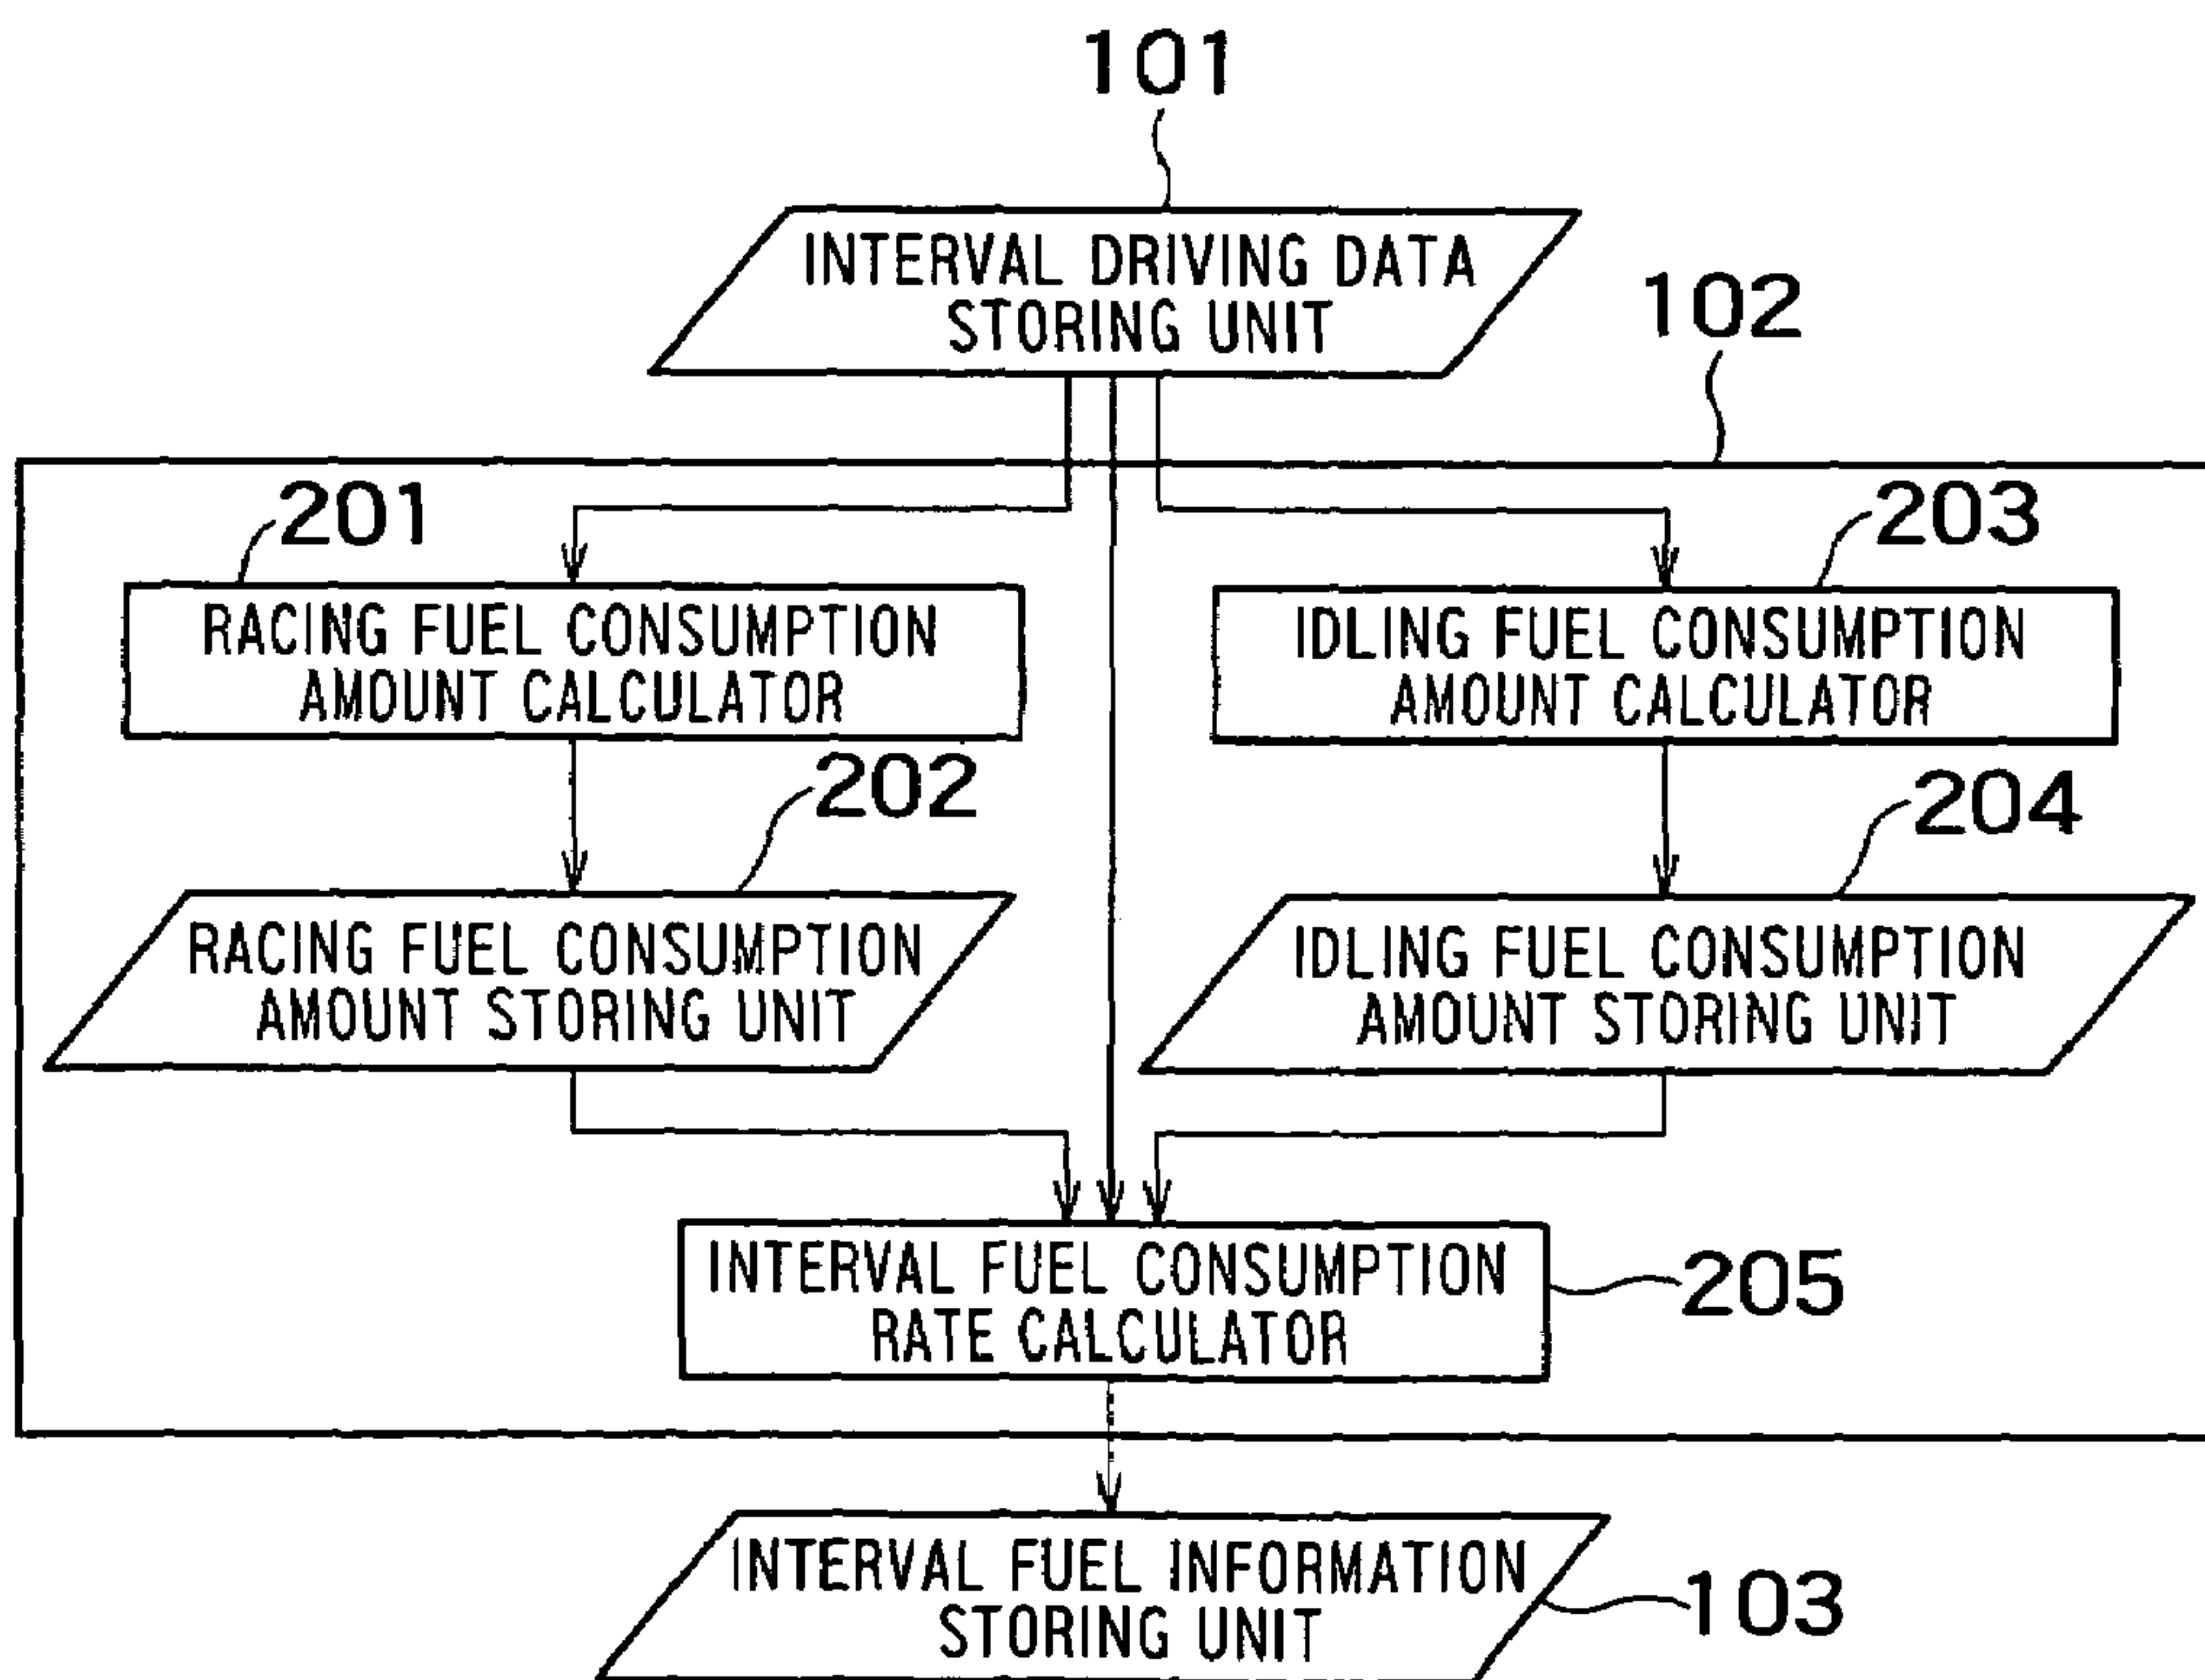 101
INTERVAL DRIVING DATA
STORING UNIT
102
201
RACING FUEL CONSUMPTION
AMOUNT CALCULATOR
203
IDLING FUEL CONSUMPTION
AMOUNT CALCULATOR
202
RACING FUEL CONSUMPTION
AMOUNT STORING UNIT
204
IDLING FUEL CONSUMPTION
AMOUNT STORING UNIT
INTERVAL FUEL CONSUMPTION
RATE CALCULATOR
205
INTERVAL FUEL INFORMATION
STORING UNIT
103